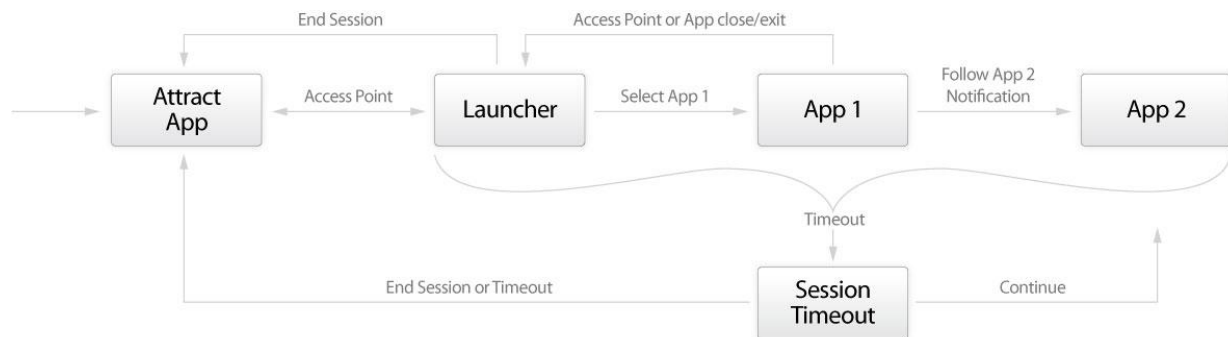 End Session
Access Point or App close/exit
Attract
App
Access Point
Launcher
Select App 1
App 1
Follow App 2
Notification
App 2
Timeout
End Session or Timeout
Session
Timeout
Continue